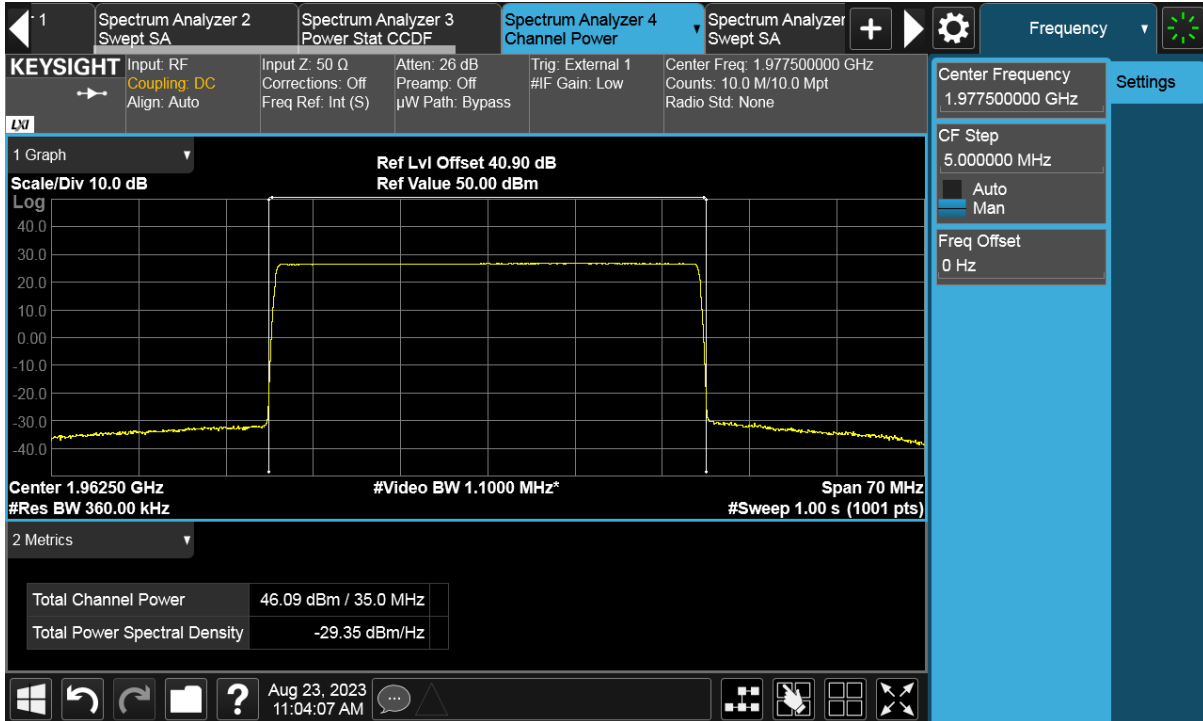 r 1
Spectrum Analyzer 2
Swept SA
Spectrum Analyzer 3
Power Stat CCDF
Spectrum Analyzer 4
Channel Power
Spectrum Analyzer
Swept SA
Frequency
KEYSIGHT
LXI
Input: RF
Coupling: DC
Align: Auto
Input Z: 50 Ω
Corrections: Off
Freq Ref: Int (S)
Atten: 26 dB
Preamp: Off
µW Path: Bypass
Trig: External 1
#IF Gain: Low
Center Freq: 1.977500000 GHz
Counts: 10.0 M/10.0 Mpt
Radio Std: None
Center Frequency
1.977500000 GHz
Settings
CF Step
5.000000 MHz
Auto
Man
Freq Offset
0 Hz
1 Graph
Scale/Div 10.0 dB
Ref Lvl Offset 40.90 dB
Ref Value 50.00 dBm
Log
40.0
30.0
20.0
10.0
0.00
-10.0
-20.0
-30.0
-40.0
Center 1.96250 GHz
#Video BW 1.1000 MHz*
Span 70 MHz
#Res BW 360.00 kHz
#Sweep 1.00 s (1001 pts)
2 Metrics
Total Channel Power 46.09 dBm / 35.0 MHz
Total Power Spectral Density -29.35 dBm/Hz
?
Aug 23, 2023
11:04:07 AM